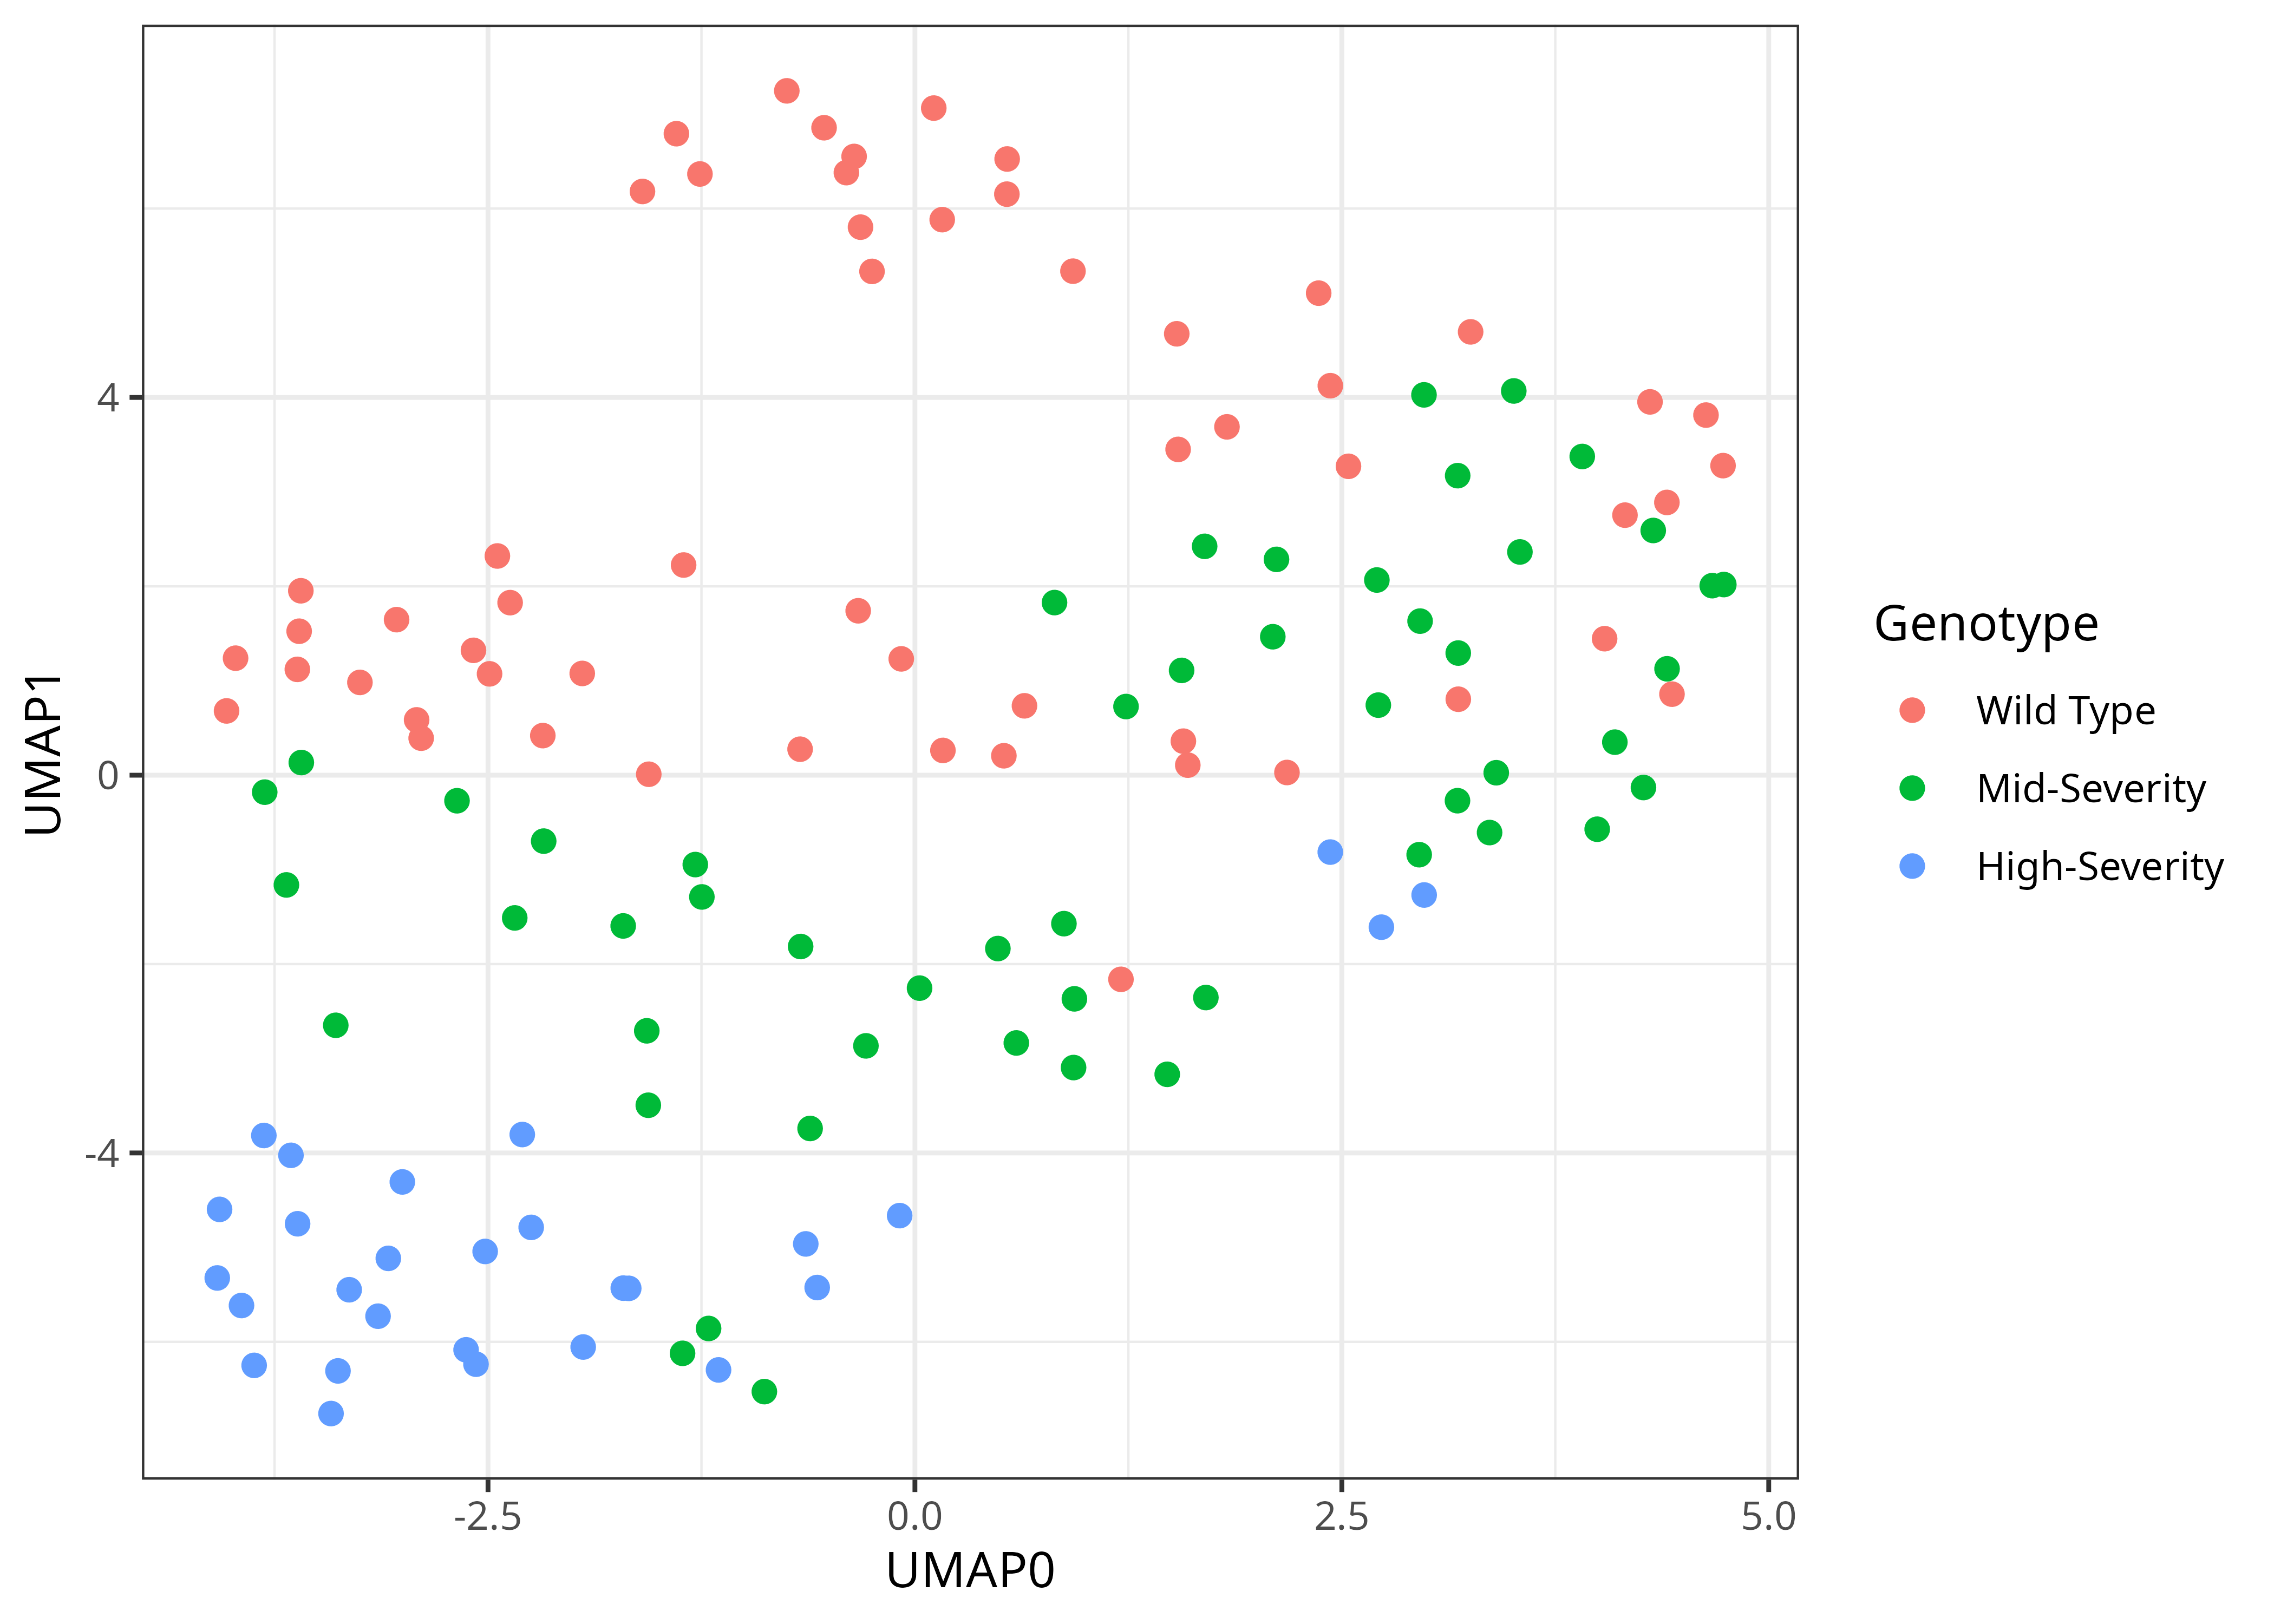 4
0
-4
UMAP1
-2.5
0.0
2.5
5.0
UMAP0
Genotype
Wild Type
Mid-Severity
High-Severity